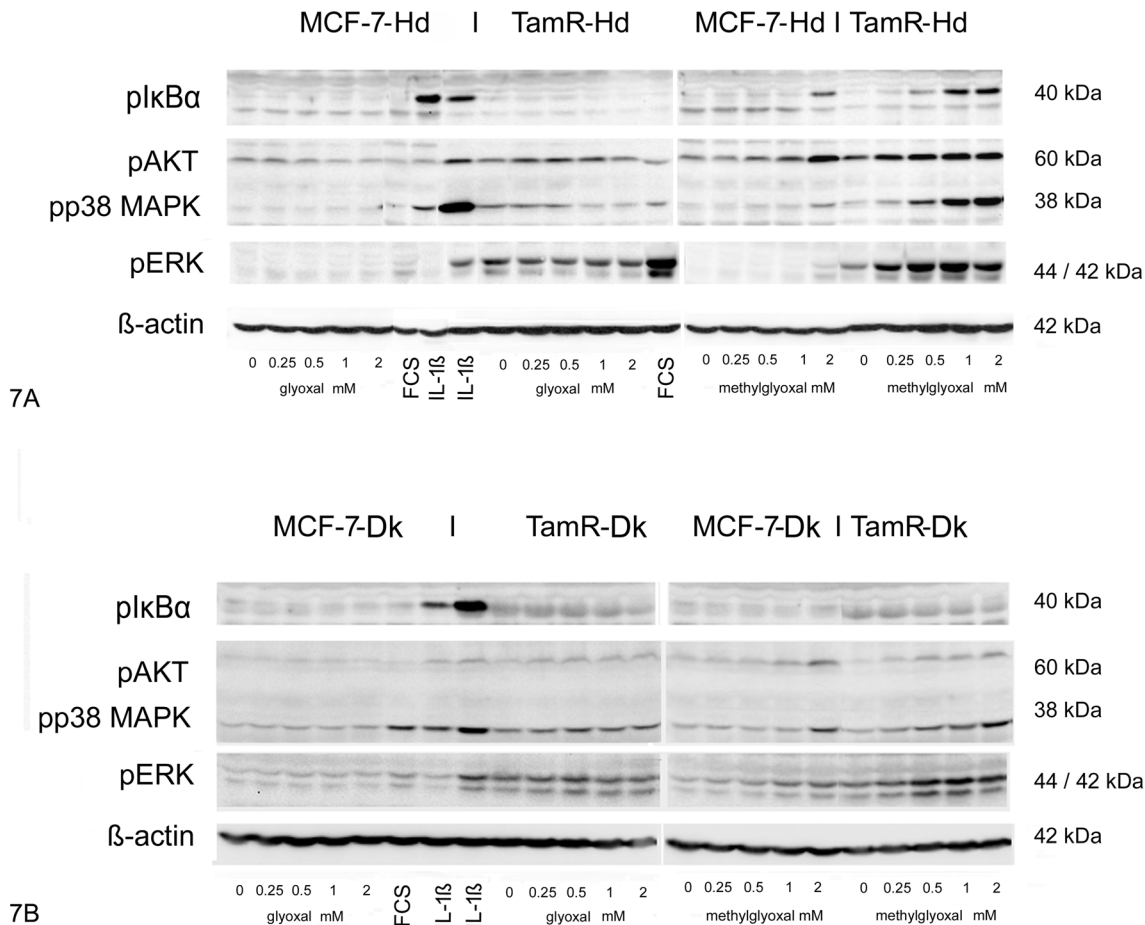 MCF-7-Hd I TamR-Hd MCF-7-Hd I TamR-Hd
pIκBα 40 kDa
pAKT 60 kDa
pp38 MAPK 38 kDa
pERK 44 / 42 kDa
ß-actin 42 kDa
0 0.25 0.5 1 2 FCS IL-1ß IL-1ß 0 0.25 0.5 1 2 FCS 0 0.25 0.5 1 2 0 0.25 0.5 1 2
glyoxal mM glyoxal mM methylglyoxal mM methylglyoxal mM
7A
MCF-7-Dk I TamR-Dk MCF-7-Dk I TamR-Dk
pIκBα 40 kDa
pAKT 60 kDa
pp38 MAPK 38 kDa
pERK 44 / 42 kDa
ß-actin 42 kDa
0 0.25 0.5 1 2 FCS L-1ß L-1ß 0 0.25 0.5 1 2 0 0.25 0.5 1 2 0 0.25 0.5 1 2
glyoxal mM glyoxal mM methylglyoxal mM methylglyoxal mM
7B